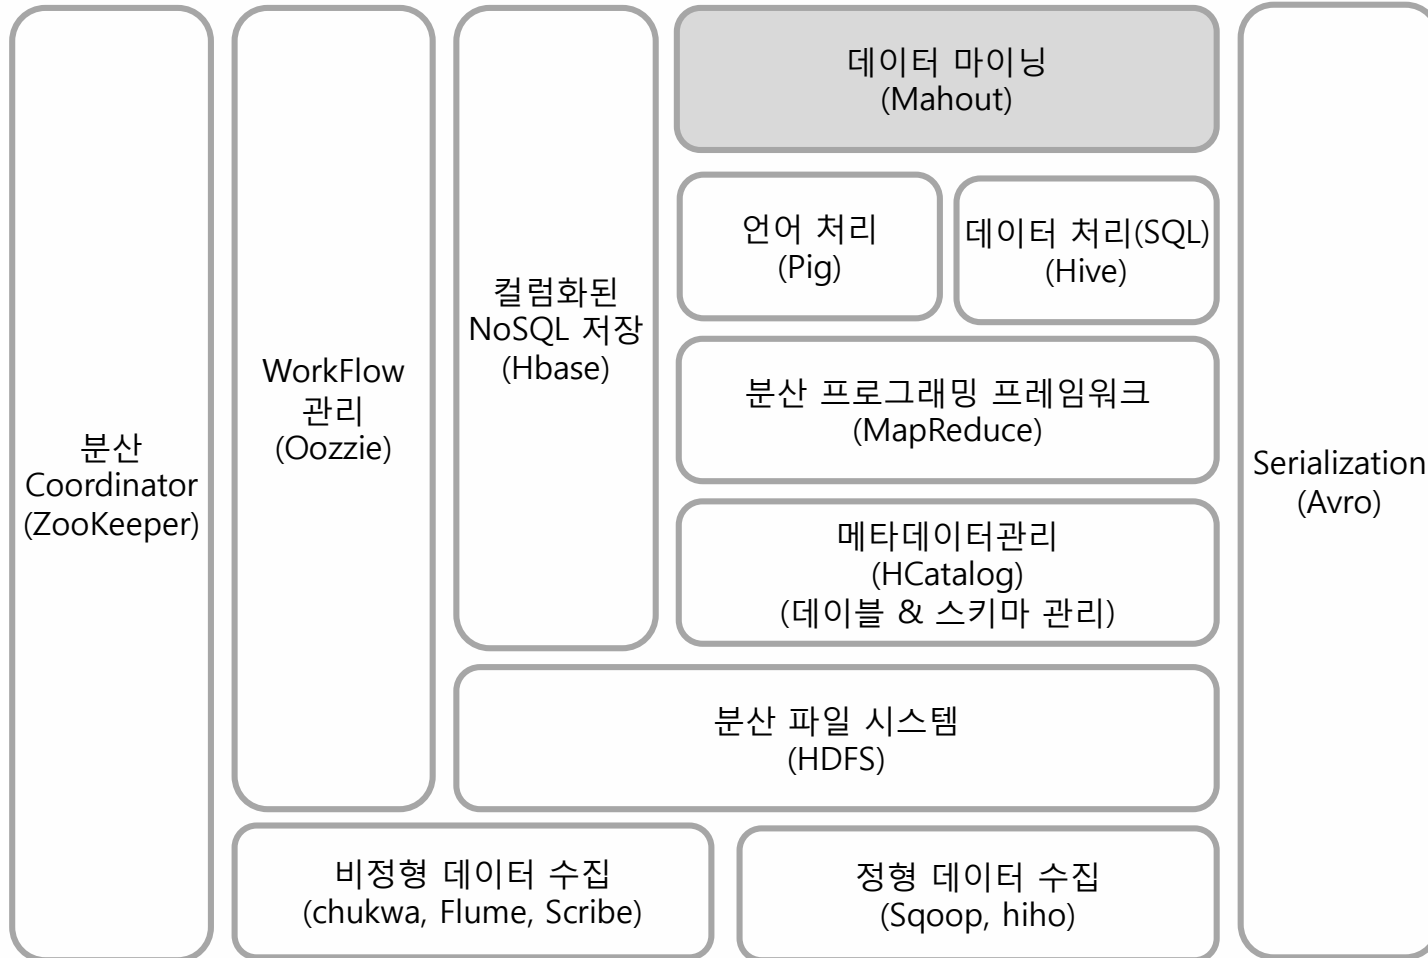 데이터 마이닝
(Mahout)
언어 처리
(Pig)
데이터 처리(SQL)
(Hive)
컬럼화된
NoSQL 저장
(Hbase)
WorkFlow
관리
(Oozzie)
분산 프로그래밍 프레임워크
(MapReduce)
분산
Coordinator
(ZooKeeper)
Serialization
(Avro)
메타데이터관리
(HCatalog)
(데이블 & 스키마 관리)
분산 파일 시스템
(HDFS)
비정형 데이터 수집
(chukwa, Flume, Scribe)
정형 데이터 수집
(Sqoop, hiho)